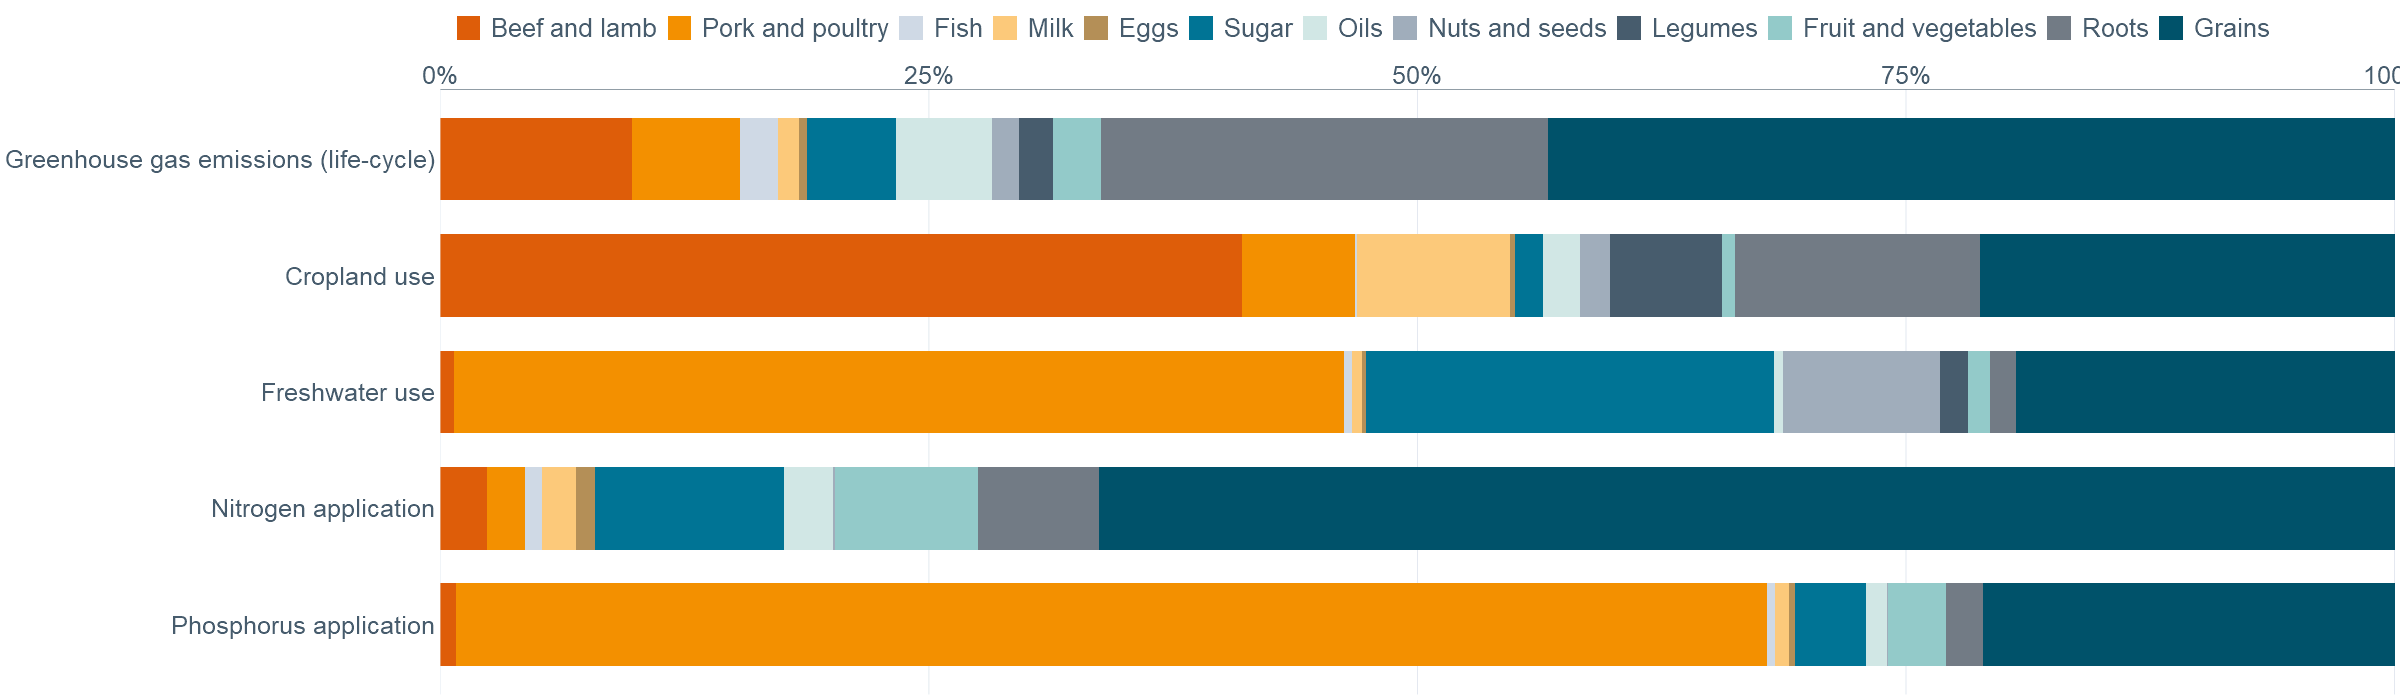 Beef and lamb Pork and poultry Fish Milk Eggs Sugar Oils Nuts and seeds Legumes Fruit and vegetables Roots Grains
0% 25% 50% 75% 100
Greenhouse gas emissions (life-cycle)
Cropland use
Freshwater use
Nitrogen application
Phosphorus application